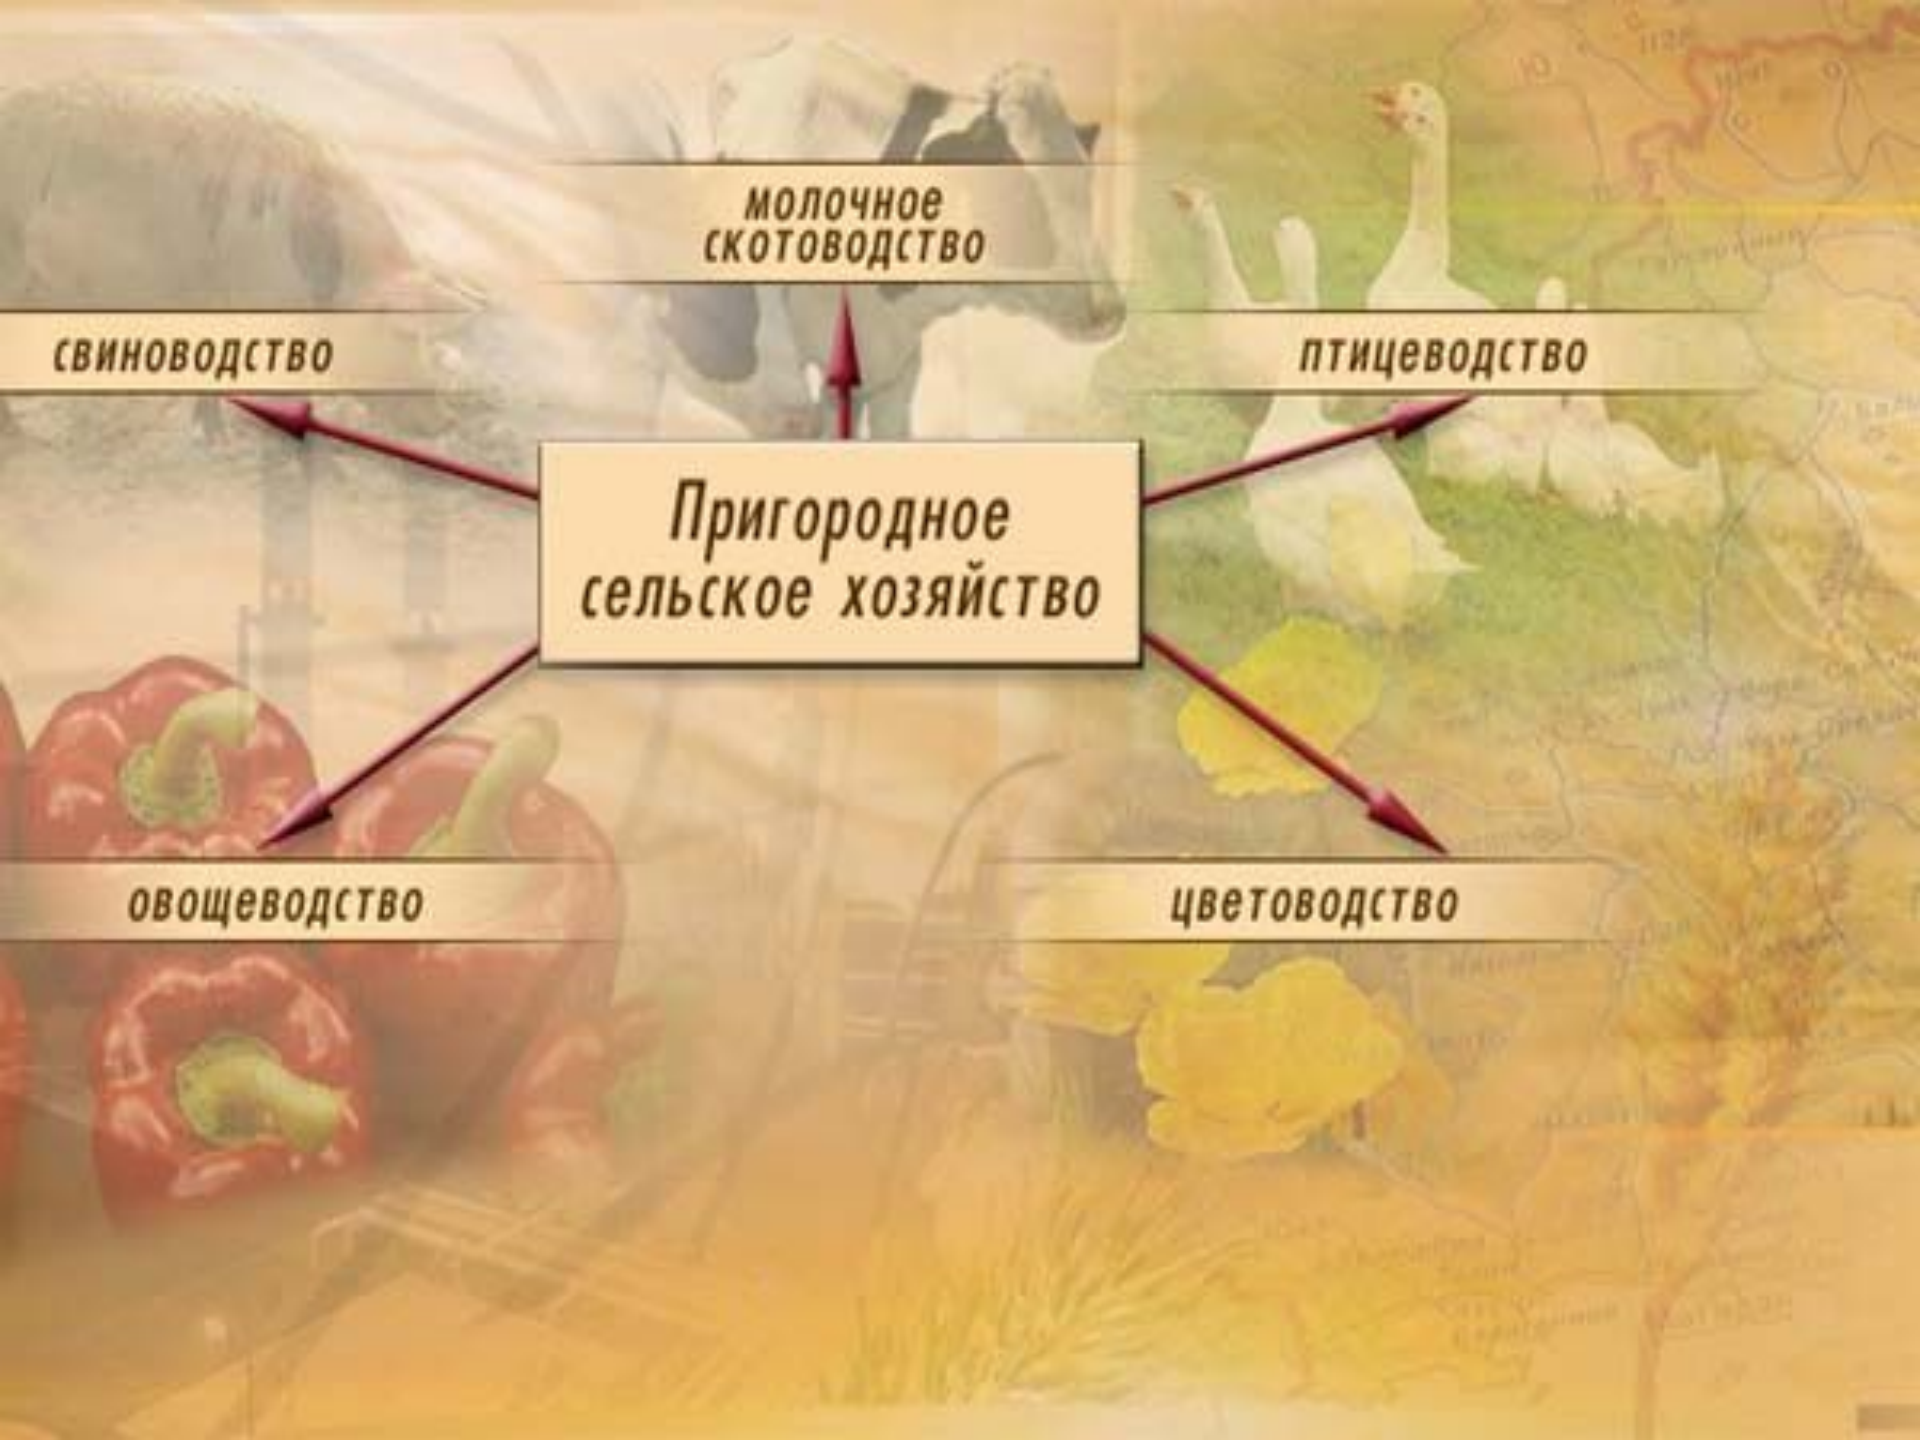 молочное
скотоводство
свиноводство
птицеводство
Пригородное
сельское хозяйство
овощеводство
цветоводство